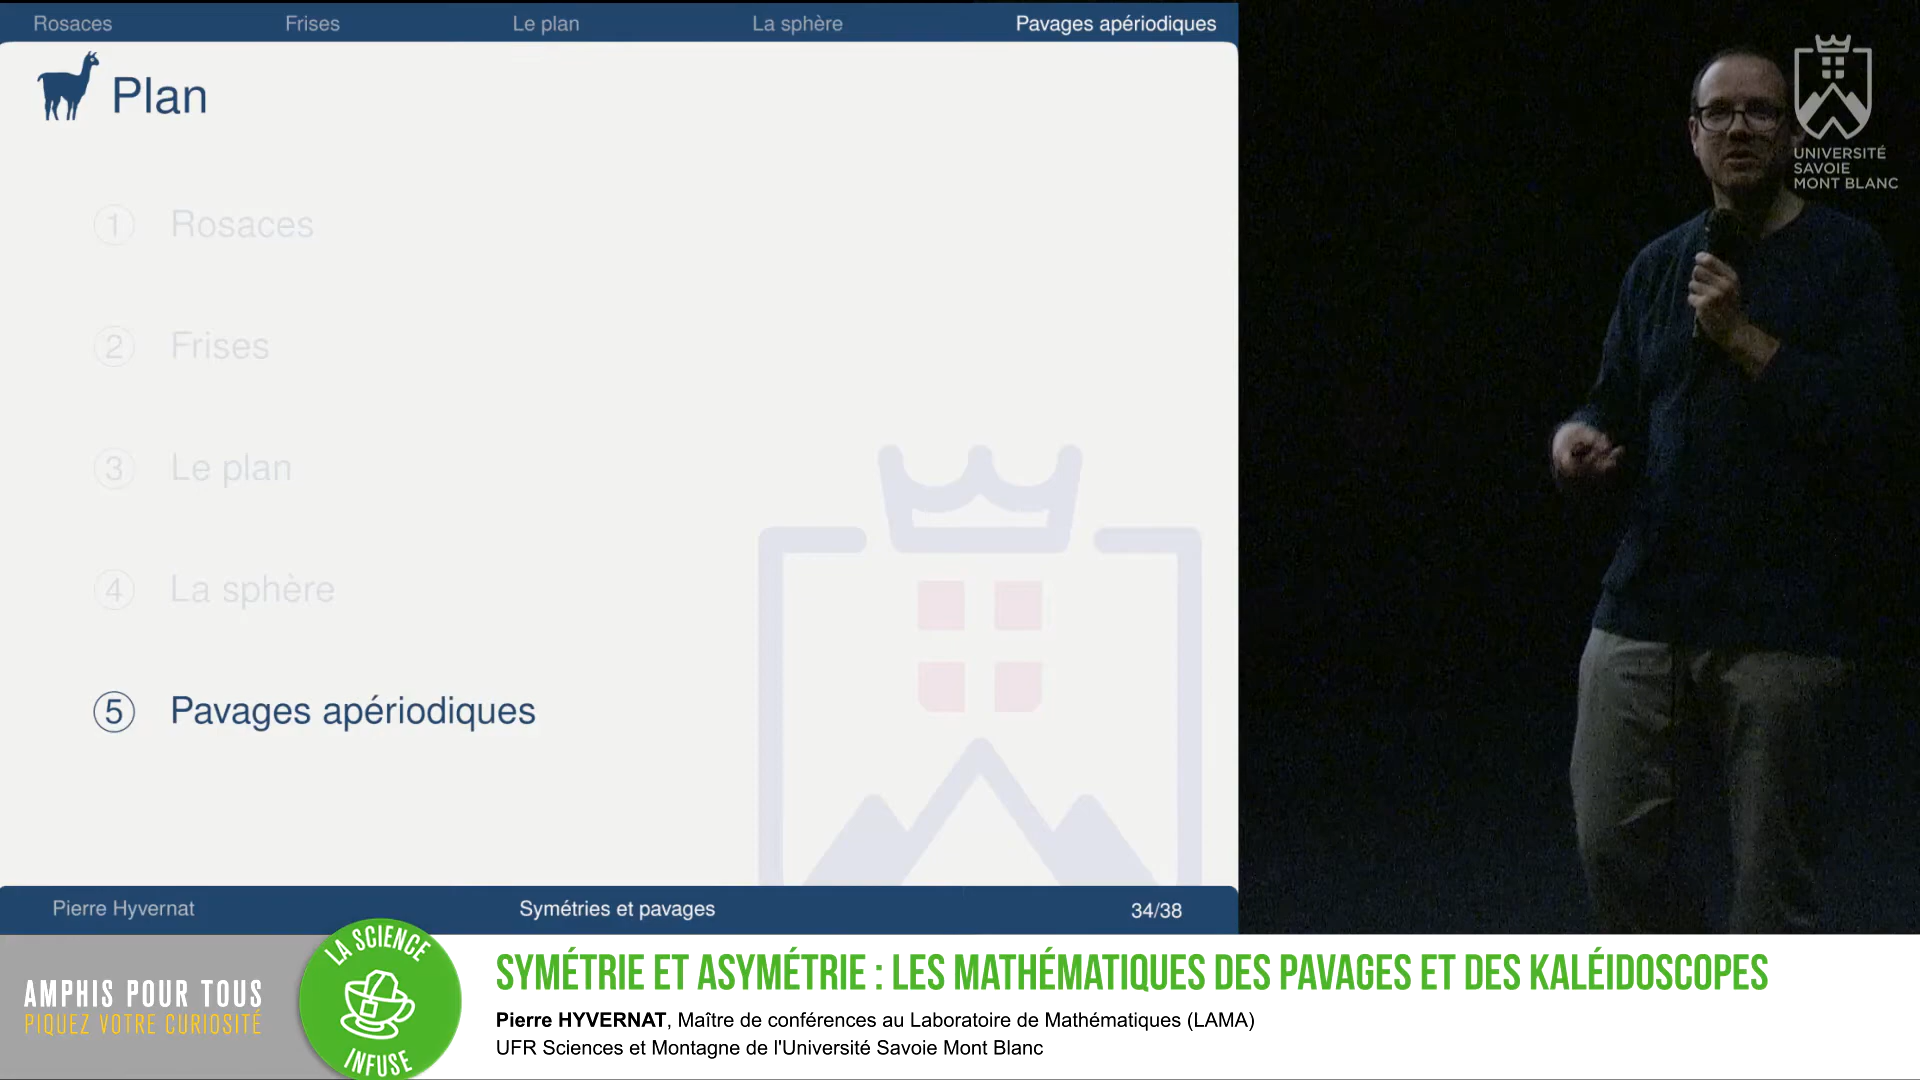 Rosaces Frises Le plan La sphère Pavages apériodiques
Plan
1 Rosaces
2 Frises
3 Le plan
4 La sphère
5 Pavages apériodiques
UNIVERSITÉ
SAVOIE
MONT BLANC
Pierre Hyvernat Symétries et pavages 34/38
AMPHIS POUR TOUS
PIQUEZ VOTRE CURIOSITÉ
LA SCIENCE
INFUSE
SYMÉTRIE ET ASYMÉTRIE : LES MATHÉMATIQUES DES PAVAGES ET DES KALÉIDOSCOPES
Pierre HYVERNAT, Maître de conférences au Laboratoire de Mathématiques (LAMA)
UFR Sciences et Montagne de l'Université Savoie Mont Blanc